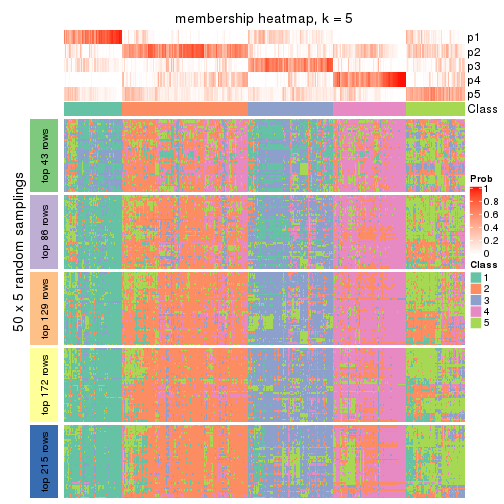 membership heatmap, k = 5
p1
p2
p3
p4
p5
Class
50 x 5 random samplings
top 43 rows
top 86 rows
top 129 rows
top 172 rows
top 215 rows
Prob
1
0.8
0.6
0.4
0.2
0
Class
1
2
3
4
5